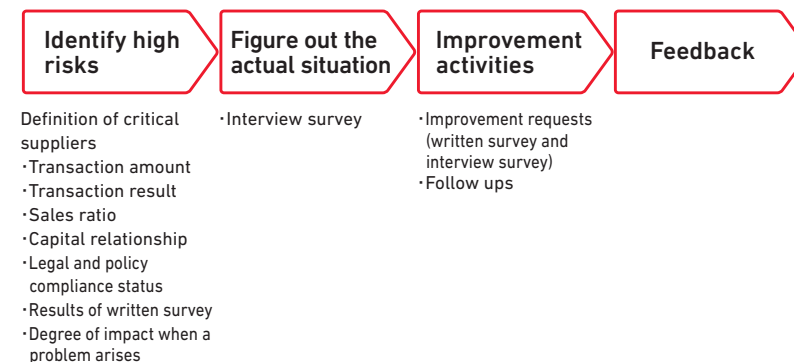 Identify high
risks
Figure out the
actual situation
Improvement
activities
Feedback
Definition of critical
suppliers
・Transaction amount
・Transaction result
・Sales ratio
・Capital relationship
・Legal and policy
compliance status
・Results of written survey
・Degree of impact when a
problem arises
・Interview survey
・Improvement requests
(written survey and
interview survey)
・Follow ups